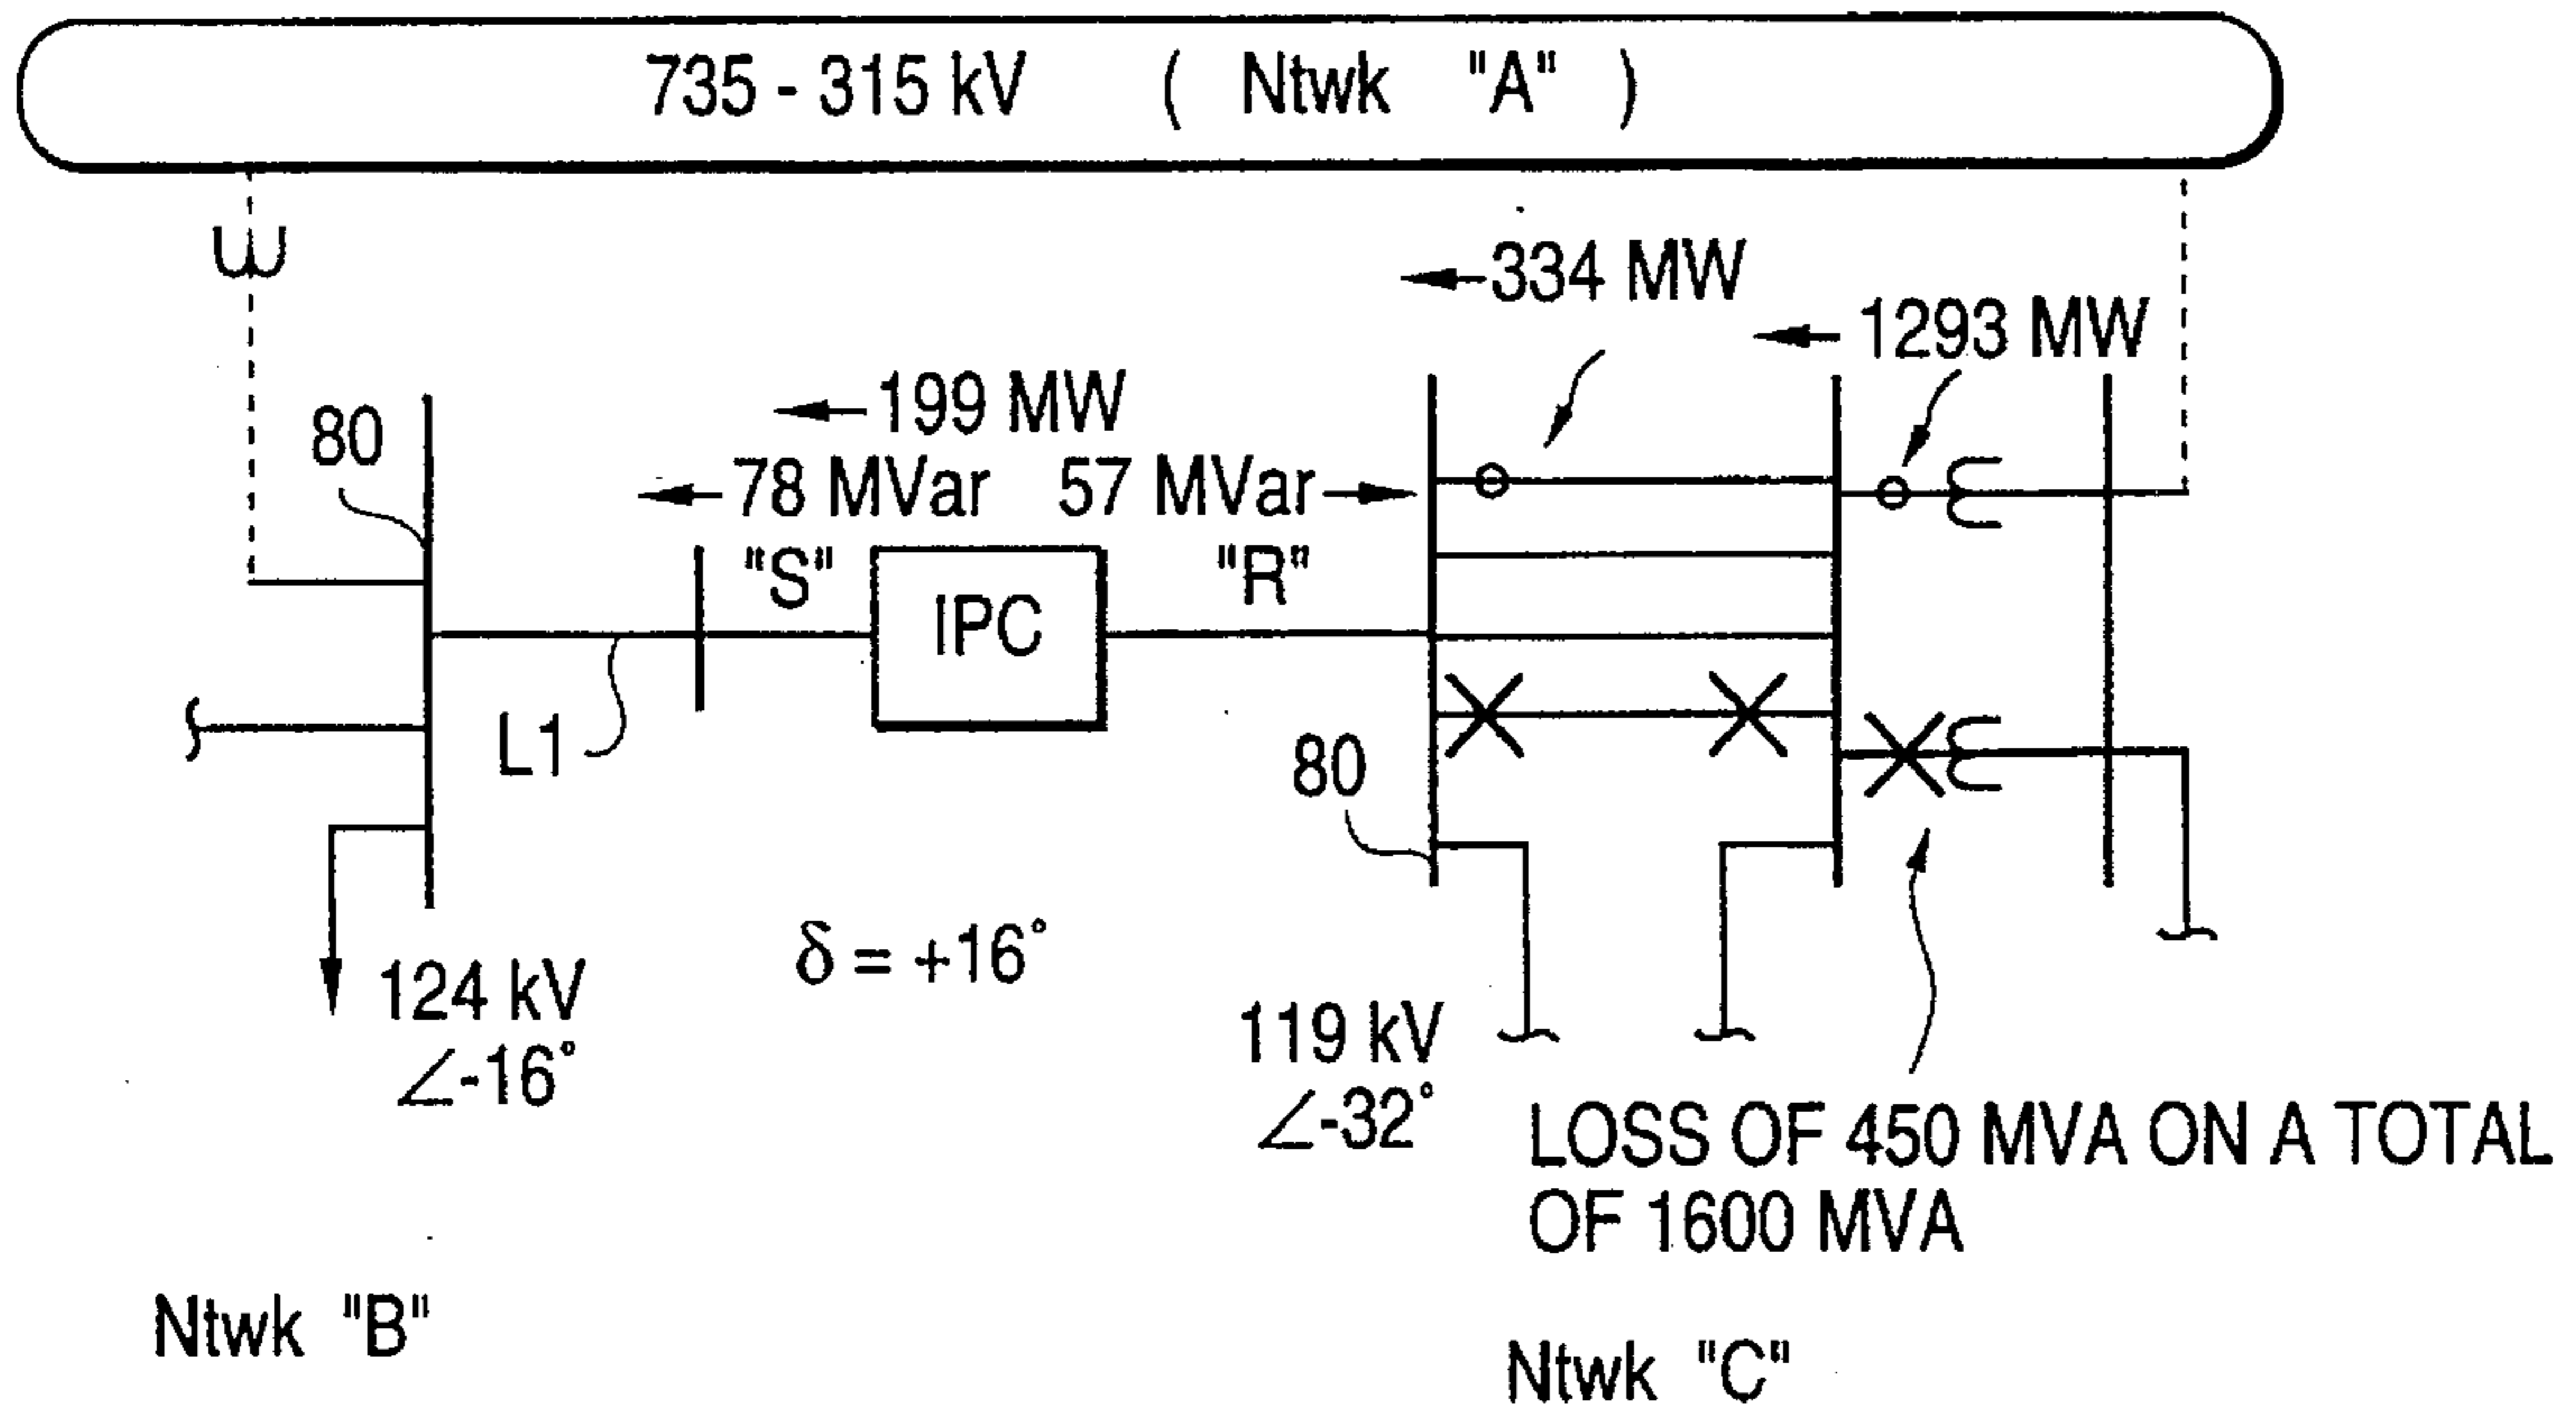 735 - 315 kV ( Ntwk "A" )
334 MW
1293 MW
199 MW
80
78 MVar
57 MVar
"S"
"R"
IPC
L1
80
δ = +16°
124 kV
∠-16°
119 kV
∠-32°
LOSS OF 450 MVA ON A TOTAL
OF 1600 MVA
Ntwk "B"
Ntwk "C"